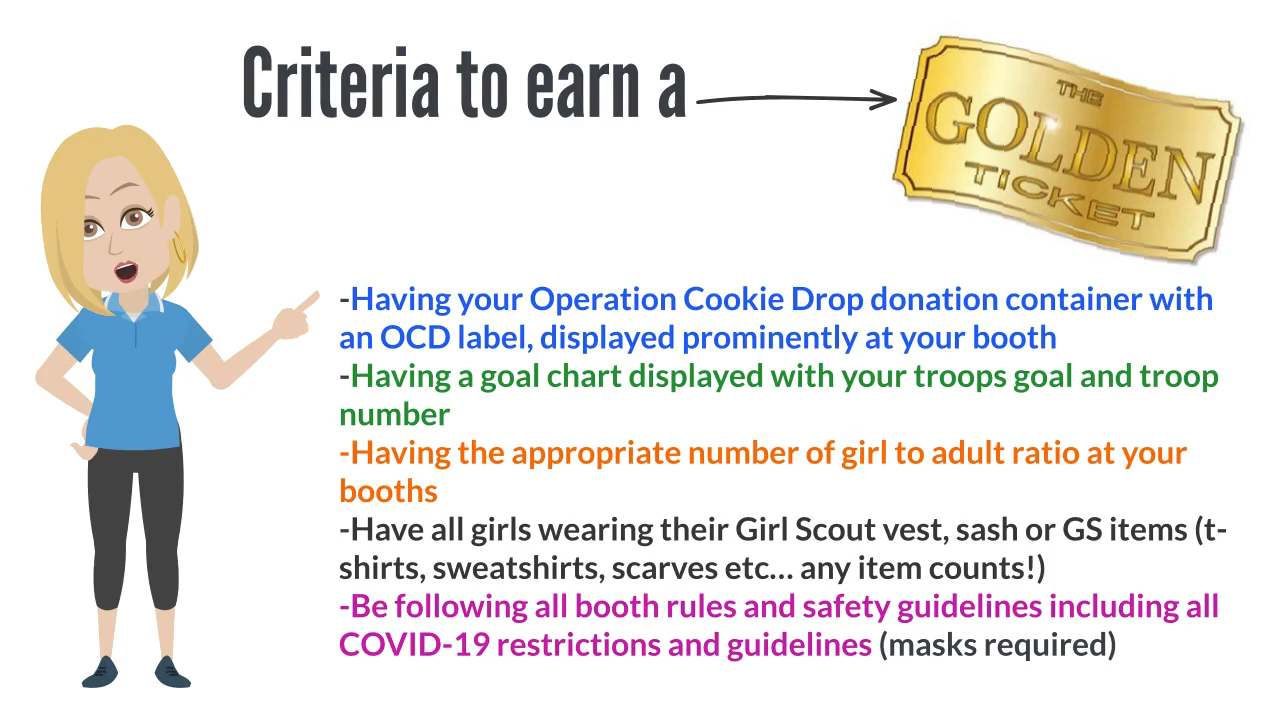 Criteria to earn a
THE
GOLDEN
TICKET
-Having your Operation Cookie Drop donation container with
an OCD label, displayed prominently at your booth
-Having a goal chart displayed with your troops goal and troop
number
-Having the appropriate number of girl to adult ratio at your
booths
-Have all girls wearing their Girl Scout vest, sash or GS items (t-
shirts, sweatshirts, scarves etc... any item counts!)
-Be following all booth rules and safety guidelines including all
COVID-19 restrictions and guidelines (masks required)